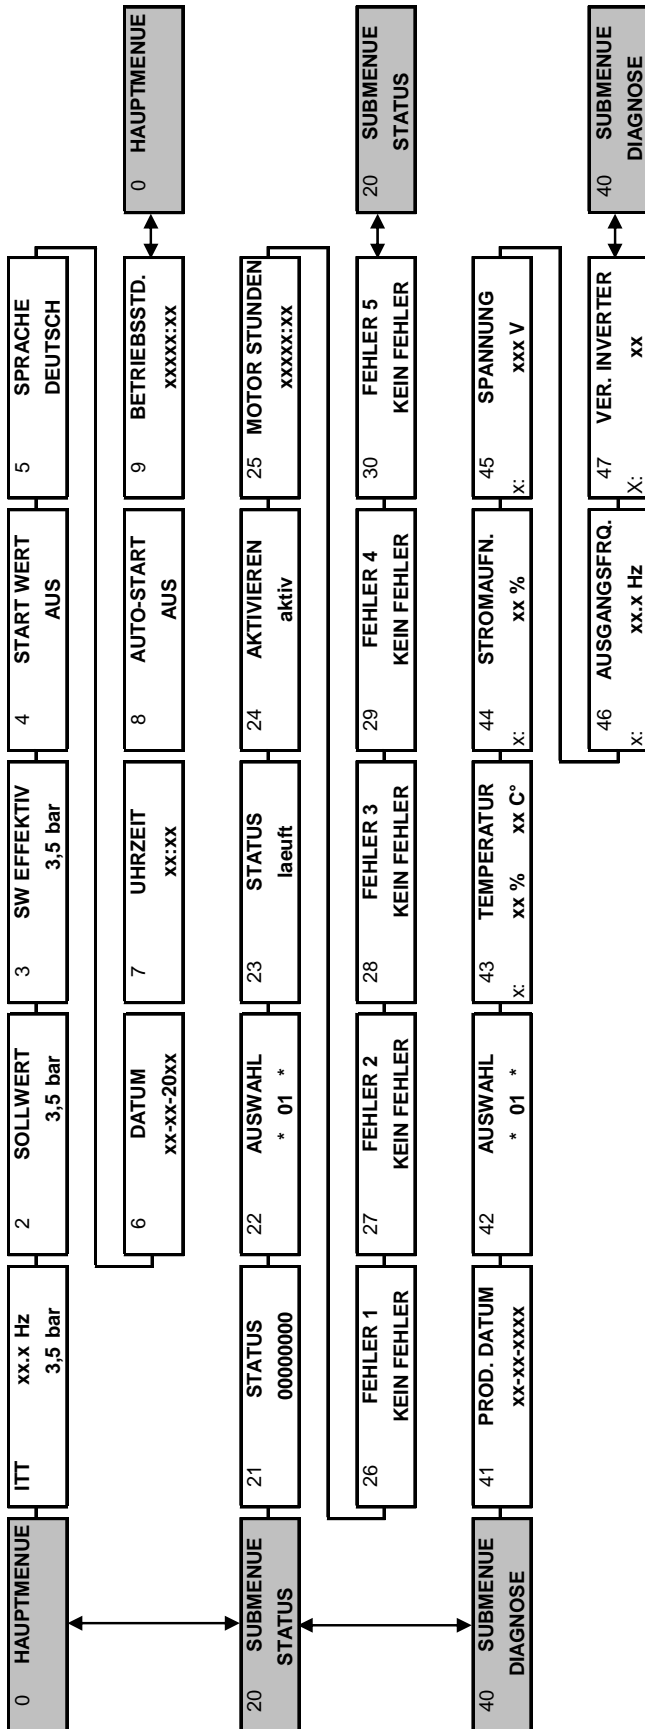 0 HAUPTMENUE
ITT xx.x Hz
3,5 bar
2 SOLLWERT
3,5 bar
3 SW EFFEKTIV
3,5 bar
4 START WERT
AUS
5 SPRACHE
DEUTSCH
6 DATUM
xx-xx-20xx
7 UHRZEIT
xx:xx
8 AUTO-START
AUS
9 BETRIEBSSTD.
xxxxx:xx
0 HAUPTMENUE
20 SUBMENUE
STATUS
21 STATUS
00000000
22 AUSWAHL
* 01 *
23 STATUS
laeuft
24 AKTIVIEREN
aktiv
25 MOTOR STUNDEN
xxxxx:xx
26 FEHLER 1
KEIN FEHLER
27 FEHLER 2
KEIN FEHLER
28 FEHLER 3
KEIN FEHLER
29 FEHLER 4
KEIN FEHLER
30 FEHLER 5
KEIN FEHLER
20 SUBMENUE
STATUS
40 SUBMENUE
DIAGNOSE
41 PROD. DATUM
xx-xx-xxxx
42 AUSWAHL
* 01 *
43 TEMPERATUR
x: xx % xx C°
44 STROMAUFN.
x: xx %
45 SPANNUNG
x: xxx V
46 AUSGANGSFRQ.
x: xx.x Hz
47 VER. INVERTER
X: xx
40 SUBMENUE
DIAGNOSE